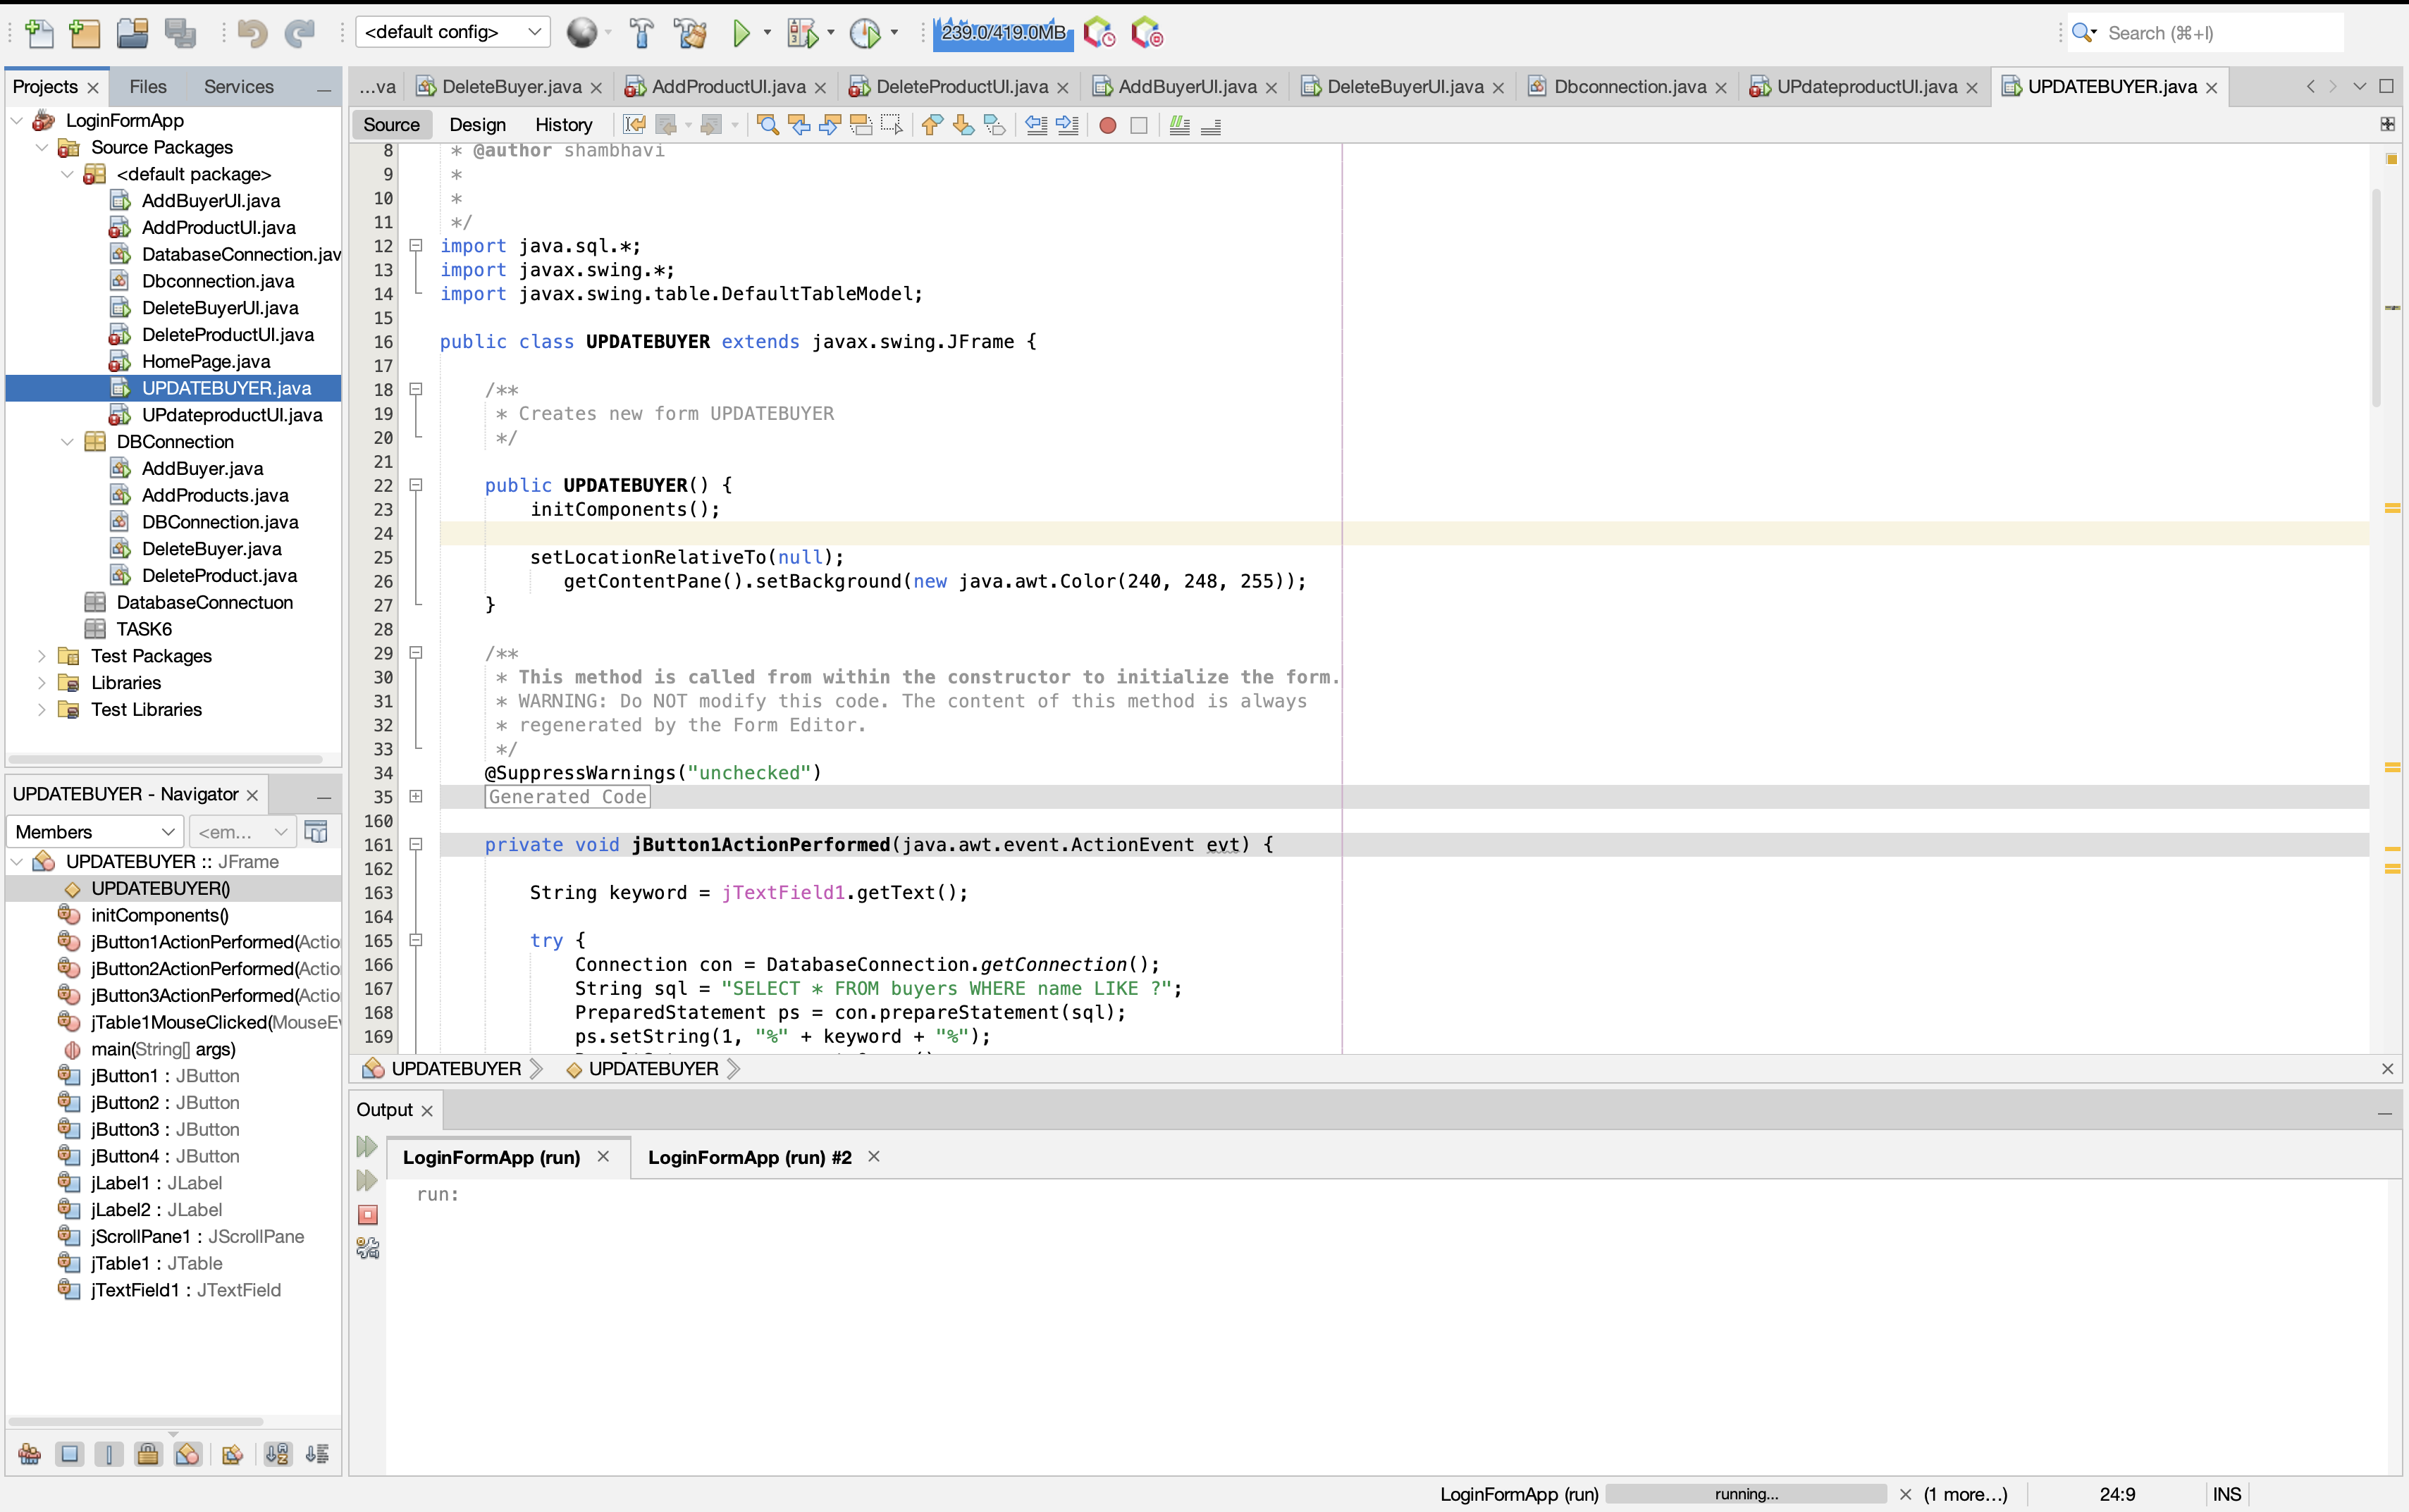 <default config>
239.0/419.0MB
Search (⌘+I)
Projects
Files
Services
...va
DeleteBuyer.java
AddProductUI.java
DeleteProductUI.java
AddBuyerUI.java
DeleteBuyerUI.java
Dbconnection.java
UPdateproductUI.java
UPDATEBUYER.java
Source
Design
History
LoginFormApp
Source Packages
<default package>
AddBuyerUI.java
AddProductUI.java
DatabaseConnection.jav
Dbconnection.java
DeleteBuyerUI.java
DeleteProductUI.java
HomePage.java
UPDATEBUYER.java
UPdateproductUI.java
DBConnection
AddBuyer.java
AddProducts.java
DBConnection.java
DeleteBuyer.java
DeleteProduct.java
DatabaseConnectuon
TASK6
Test Packages
Libraries
Test Libraries
UPDATEBUYER - Navigator
Members
<em...
UPDATEBUYER :: JFrame
UPDATEBUYER()
initComponents()
jButton1ActionPerformed(Actio
jButton2ActionPerformed(Actio
jButton3ActionPerformed(Actio
jTable1MouseClicked(MouseEv
main(String[] args)
jButton1 : JButton
jButton2 : JButton
jButton3 : JButton
jButton4 : JButton
jLabel1 : JLabel
jLabel2 : JLabel
jScrollPane1 : JScrollPane
jTable1 : JTable
jTextField1 : JTextField
8 * @author shambhavi
9 *
10 *
11 */
12 import java.sql.*;
13 import javax.swing.*;
14 import javax.swing.table.DefaultTableModel;
15
16 public class UPDATEBUYER extends javax.swing.JFrame {
17
18 /**
19 * Creates new form UPDATEBUYER
20 */
21
22 public UPDATEBUYER() {
23 initComponents();
24
25 setLocationRelativeTo(null);
26 getContentPane().setBackground(new java.awt.Color(240, 248, 255));
27 }
28
29 /**
30 * This method is called from within the constructor to initialize the form.
31 * WARNING: Do NOT modify this code. The content of this method is always
32 * regenerated by the Form Editor.
33 */
34 @SuppressWarnings("unchecked")
35 Generated Code
160
161 private void jButton1ActionPerformed(java.awt.event.ActionEvent evt) {
162
163 String keyword = jTextField1.getText();
164
165 try {
166 Connection con = DatabaseConnection.getConnection();
167 String sql = "SELECT * FROM buyers WHERE name LIKE ?";
168 PreparedStatement ps = con.prepareStatement(sql);
169 ps.setString(1, "%" + keyword + "%");
UPDATEBUYER
UPDATEBUYER
Output
LoginFormApp (run)
LoginFormApp (run) #2
run:
LoginFormApp (run)
running...
(1 more...)
24:9
INS